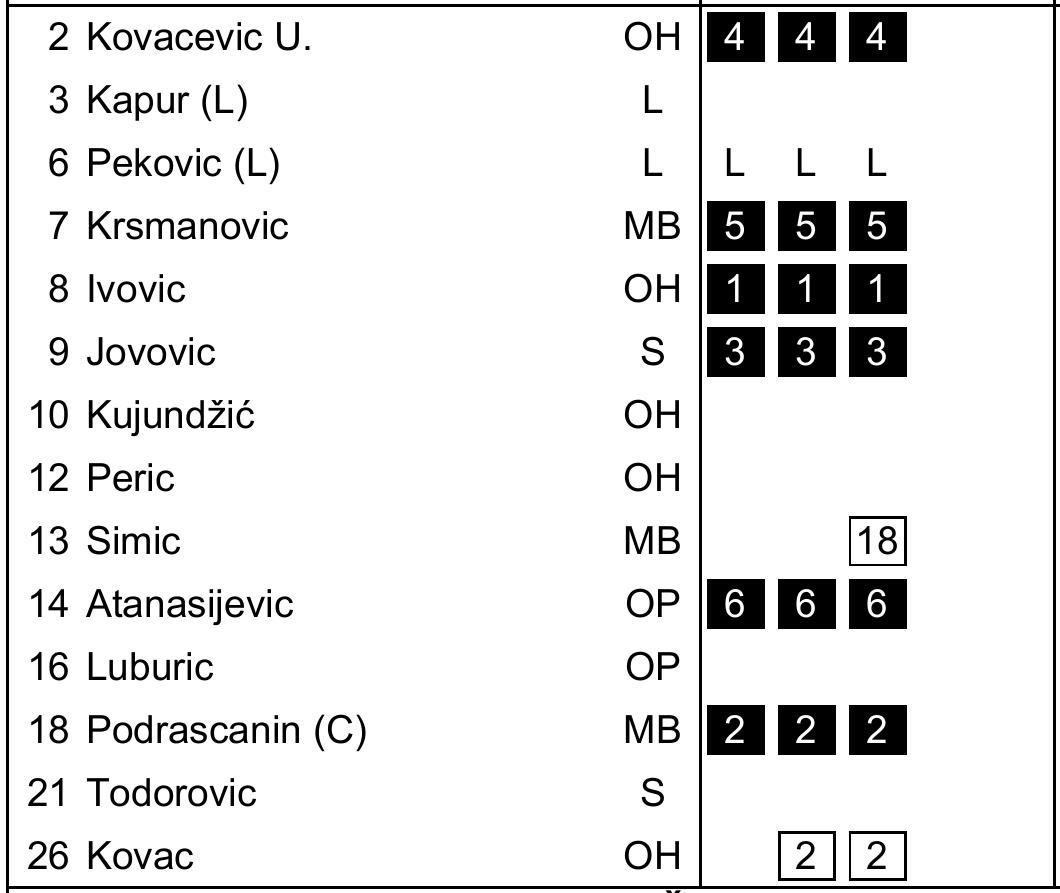 2 Kovacevic U. OH 4 4 4
3 Kapur (L) L
6 Pekovic (L) L L L L
7 Krsmanovic MB 5 5 5
8 Ivovic OH 1 1 1
9 Jovovic S 3 3 3
10 Kujundžić OH
12 Peric OH
13 Simic MB 18
14 Atanasijevic OP 6 6 6
16 Luburic OP
18 Podrascanin (C) MB 2 2 2
21 Todorovic S
26 Kovac OH 2 2